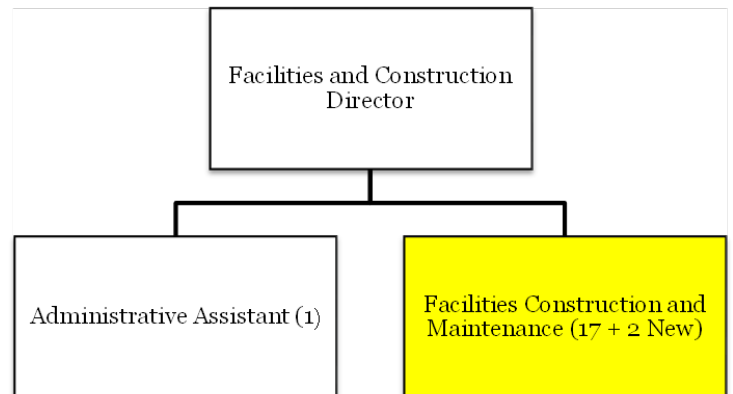 Facilities and Construction
Director
Administrative Assistant (1)
Facilities Construction and
Maintenance (17 + 2 New)